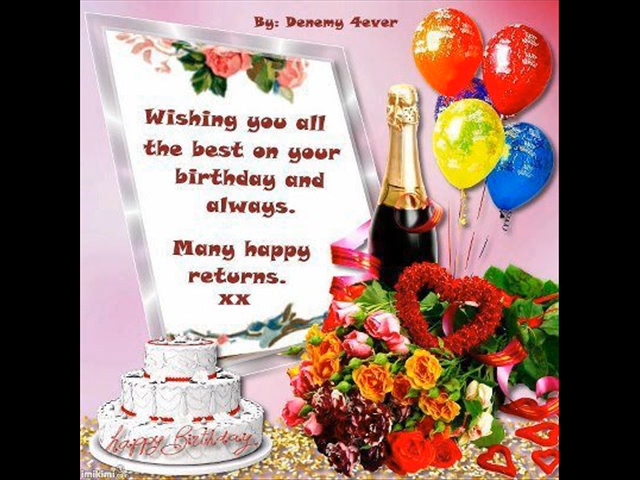 By: Denemy 4ever
Wishing you all
the best on your
birthday and
always.
Many happy
returns.
xx
Happy Birthday
imikimi